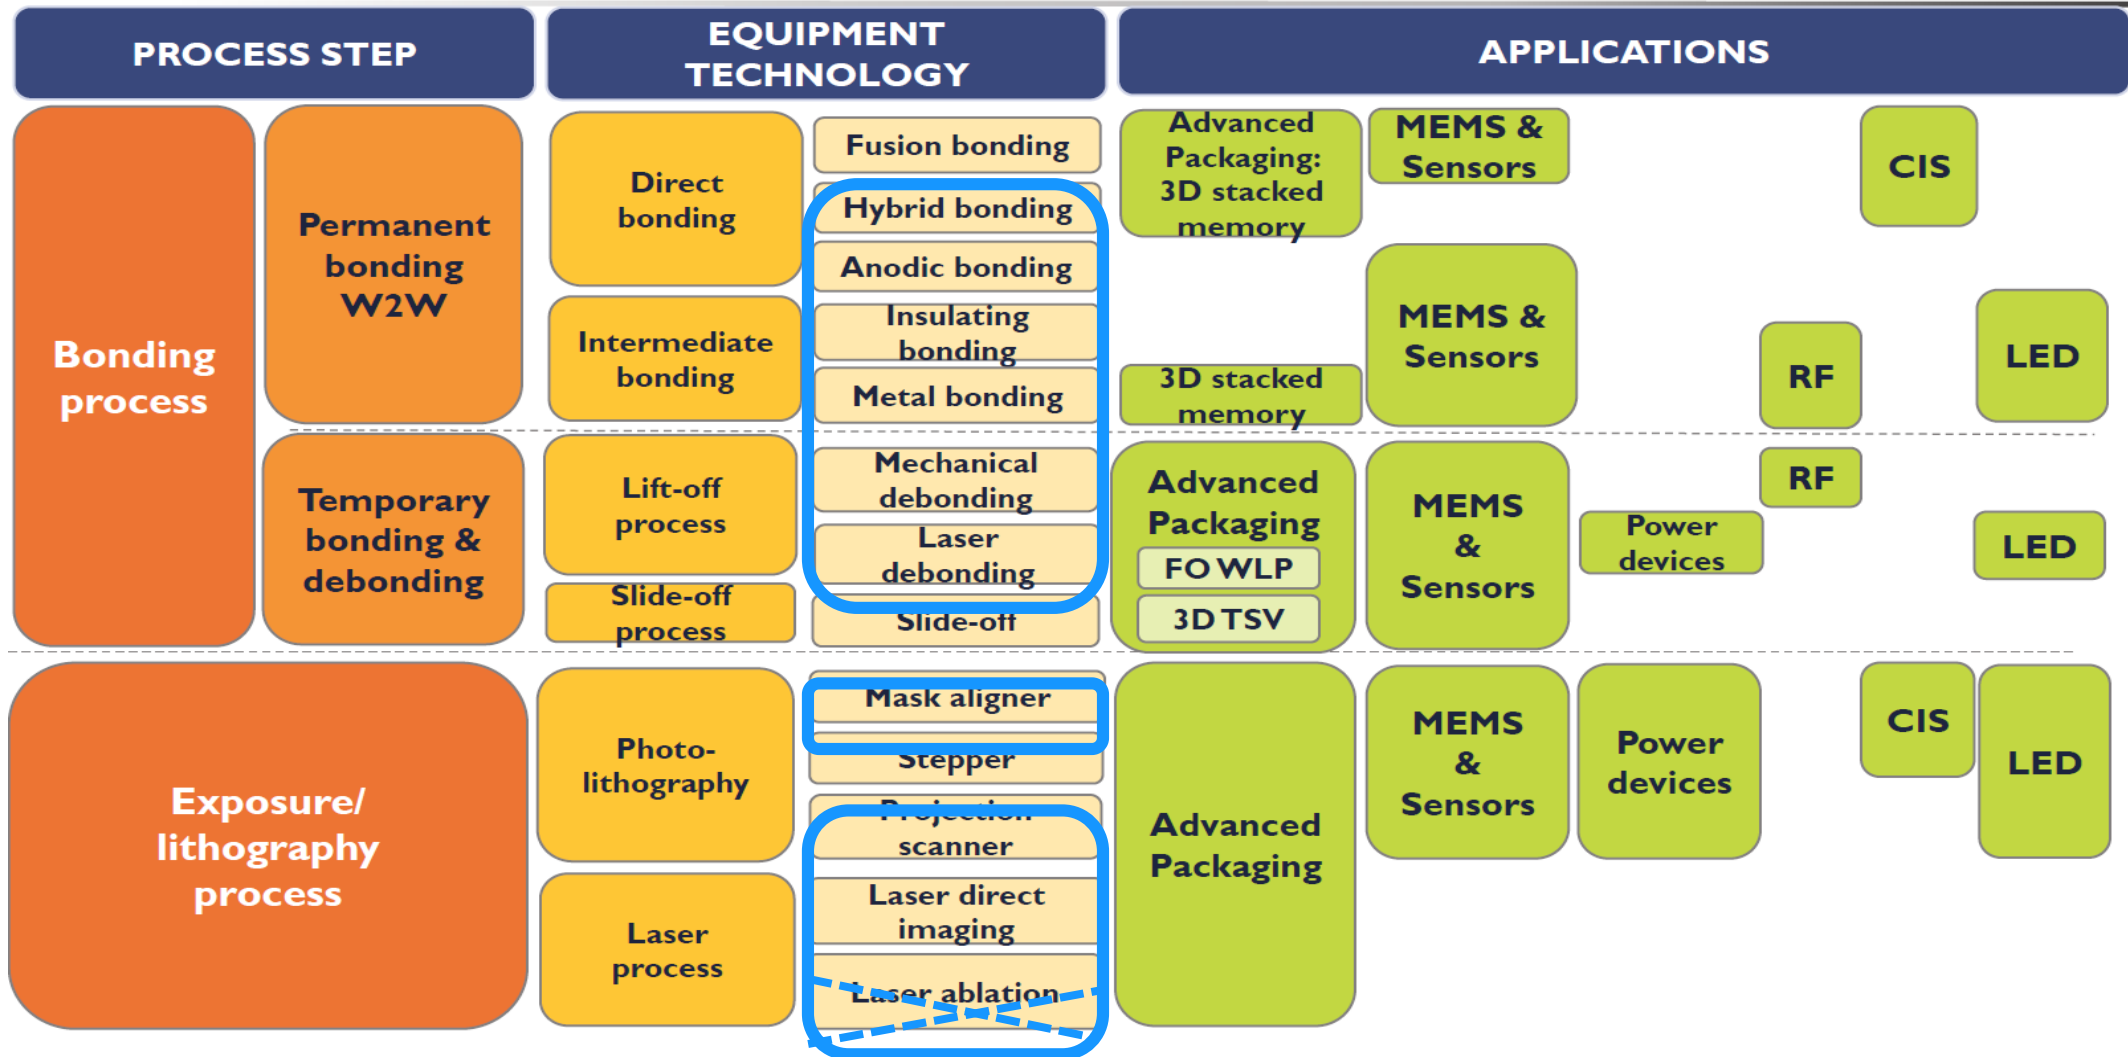 PROCESS STEP
EQUIPMENT
TECHNOLOGY
APPLICATIONS
Bonding
process
Permanent
bonding
W2W
Direct
bonding
Fusion bonding
Hybrid bonding
Anodic bonding
Advanced
Packaging:
3D stacked
memory
MEMS &
Sensors
CIS
Intermediate
bonding
Insulating
bonding
Metal bonding
3D stacked
memory
MEMS &
Sensors
RF
LED
Temporary
bonding &
debonding
Lift-off
process
Mechanical
debonding
Laser
debonding
Slide-off
process
Slide-off
Advanced
Packaging
FO WLP
3D TSV
MEMS
&
Sensors
Power
devices
RF
LED
Exposure/
lithography
process
Photo-
lithography
Mask aligner
Stepper
Projection
scanner
Laser
process
Laser direct
imaging
Laser ablation
Advanced
Packaging
MEMS
&
Sensors
Power
devices
CIS
LED